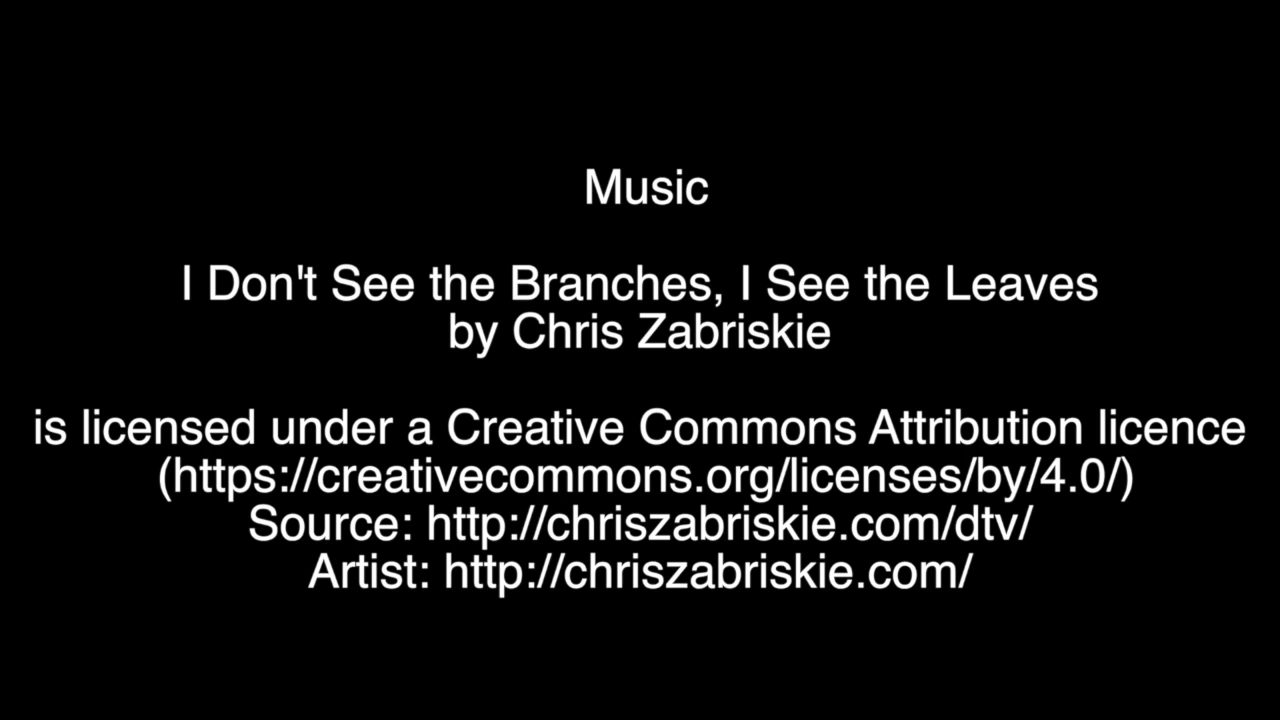 Music
I Don't See the Branches, I See the Leaves
by Chris Zabriskie
is licensed under a Creative Commons Attribution licence
(https://creativecommons.org/licenses/by/4.0/)
Source: http://chriszabriskie.com/dtv/
Artist: http://chriszabriskie.com/